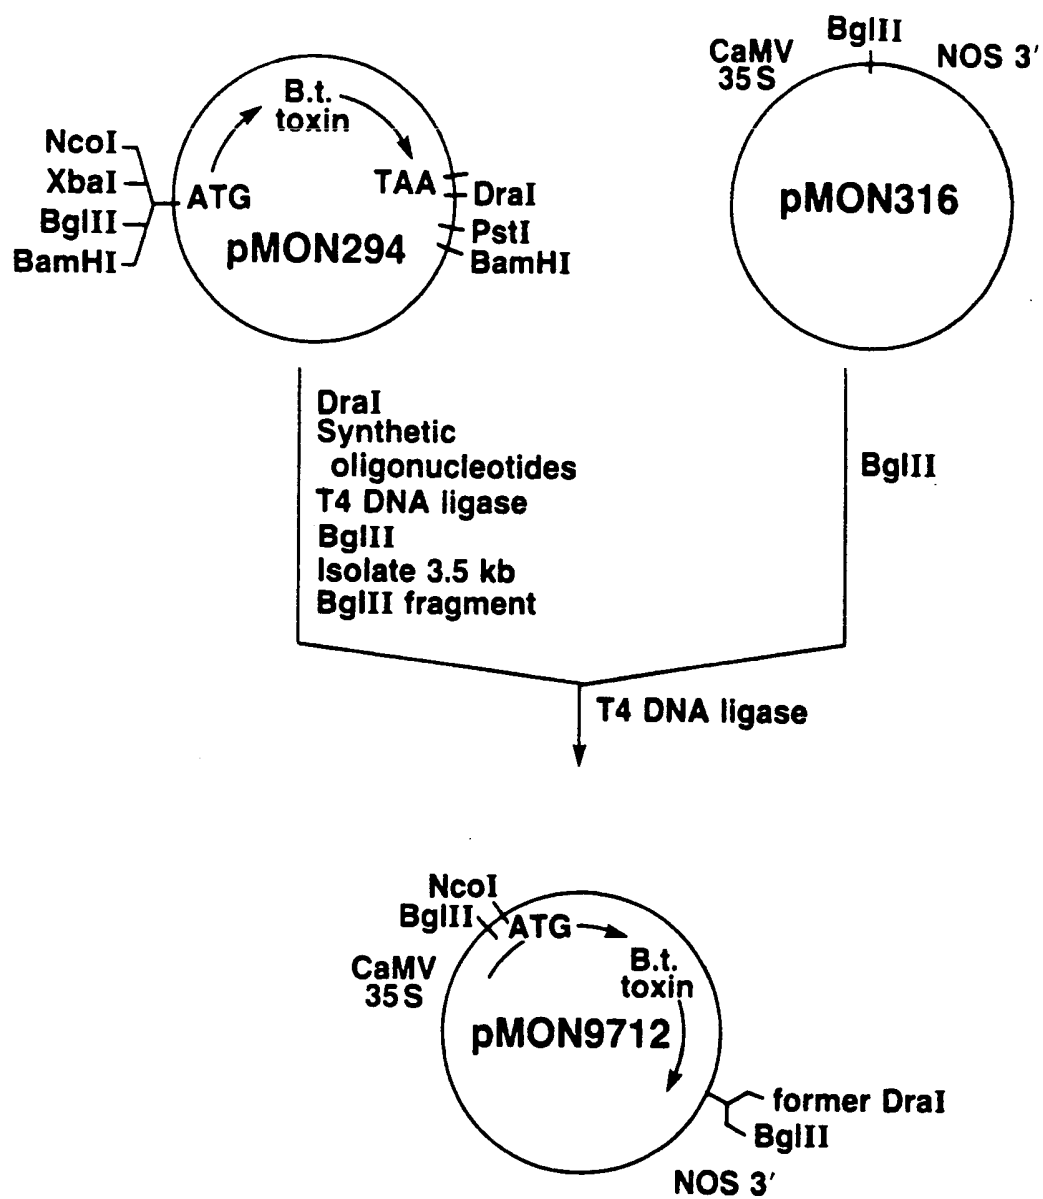 B.t.
toxin
NcoI
XbaI
BglII
BamHI
ATG
TAA
DraI
PstI
BamHI
pMON294
BglII
CaMV
35S
NOS 3′
pMON316
DraI
Synthetic
oligonucleotides
T4 DNA ligase
BglII
Isolate 3.5 kb
BglII fragment
BglII
T4 DNA ligase
NcoI
BglII
ATG
CaMV
35S
B.t.
toxin
pMON9712
former DraI
BglII
NOS 3′